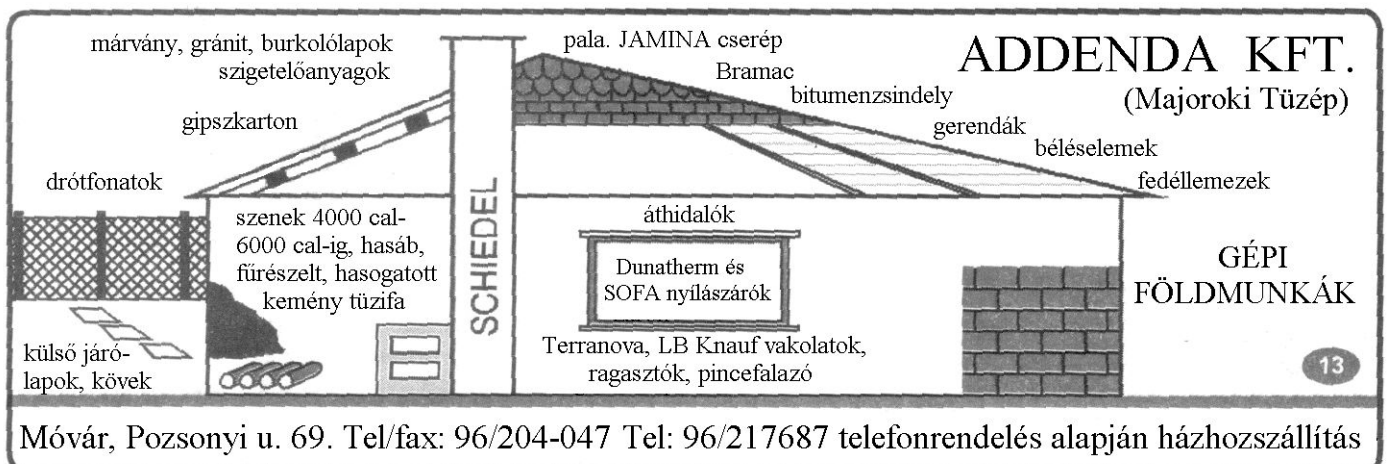 márvány, gránit, burkolólapok
szigetelőanyagok
gipszkarton
drótfonatok
pala. JAMINA cserép
Bramac
bitumenzsindely
gerendák
béléselemek
fedéllemezek
ADDENDA KFT.
(Majoroki Tüzép)
szenek 4000 cal-
6000 cal-ig, hasáb,
fűrészelt, hasogatott
kemény tüzifa
SCHIEDEL
áthidalók
Dunatherm és
SOFA nyílászárók
Terranova, LB Knauf vakolatok,
ragasztók, pincefalazó
GÉPI
FÖLDMUNKÁK
külső járó-
lapok, kövek
13
Móvár, Pozsonyi u. 69. Tel/fax: 96/204-047 Tel: 96/217687 telefonrendelés alapján házhozszállítás